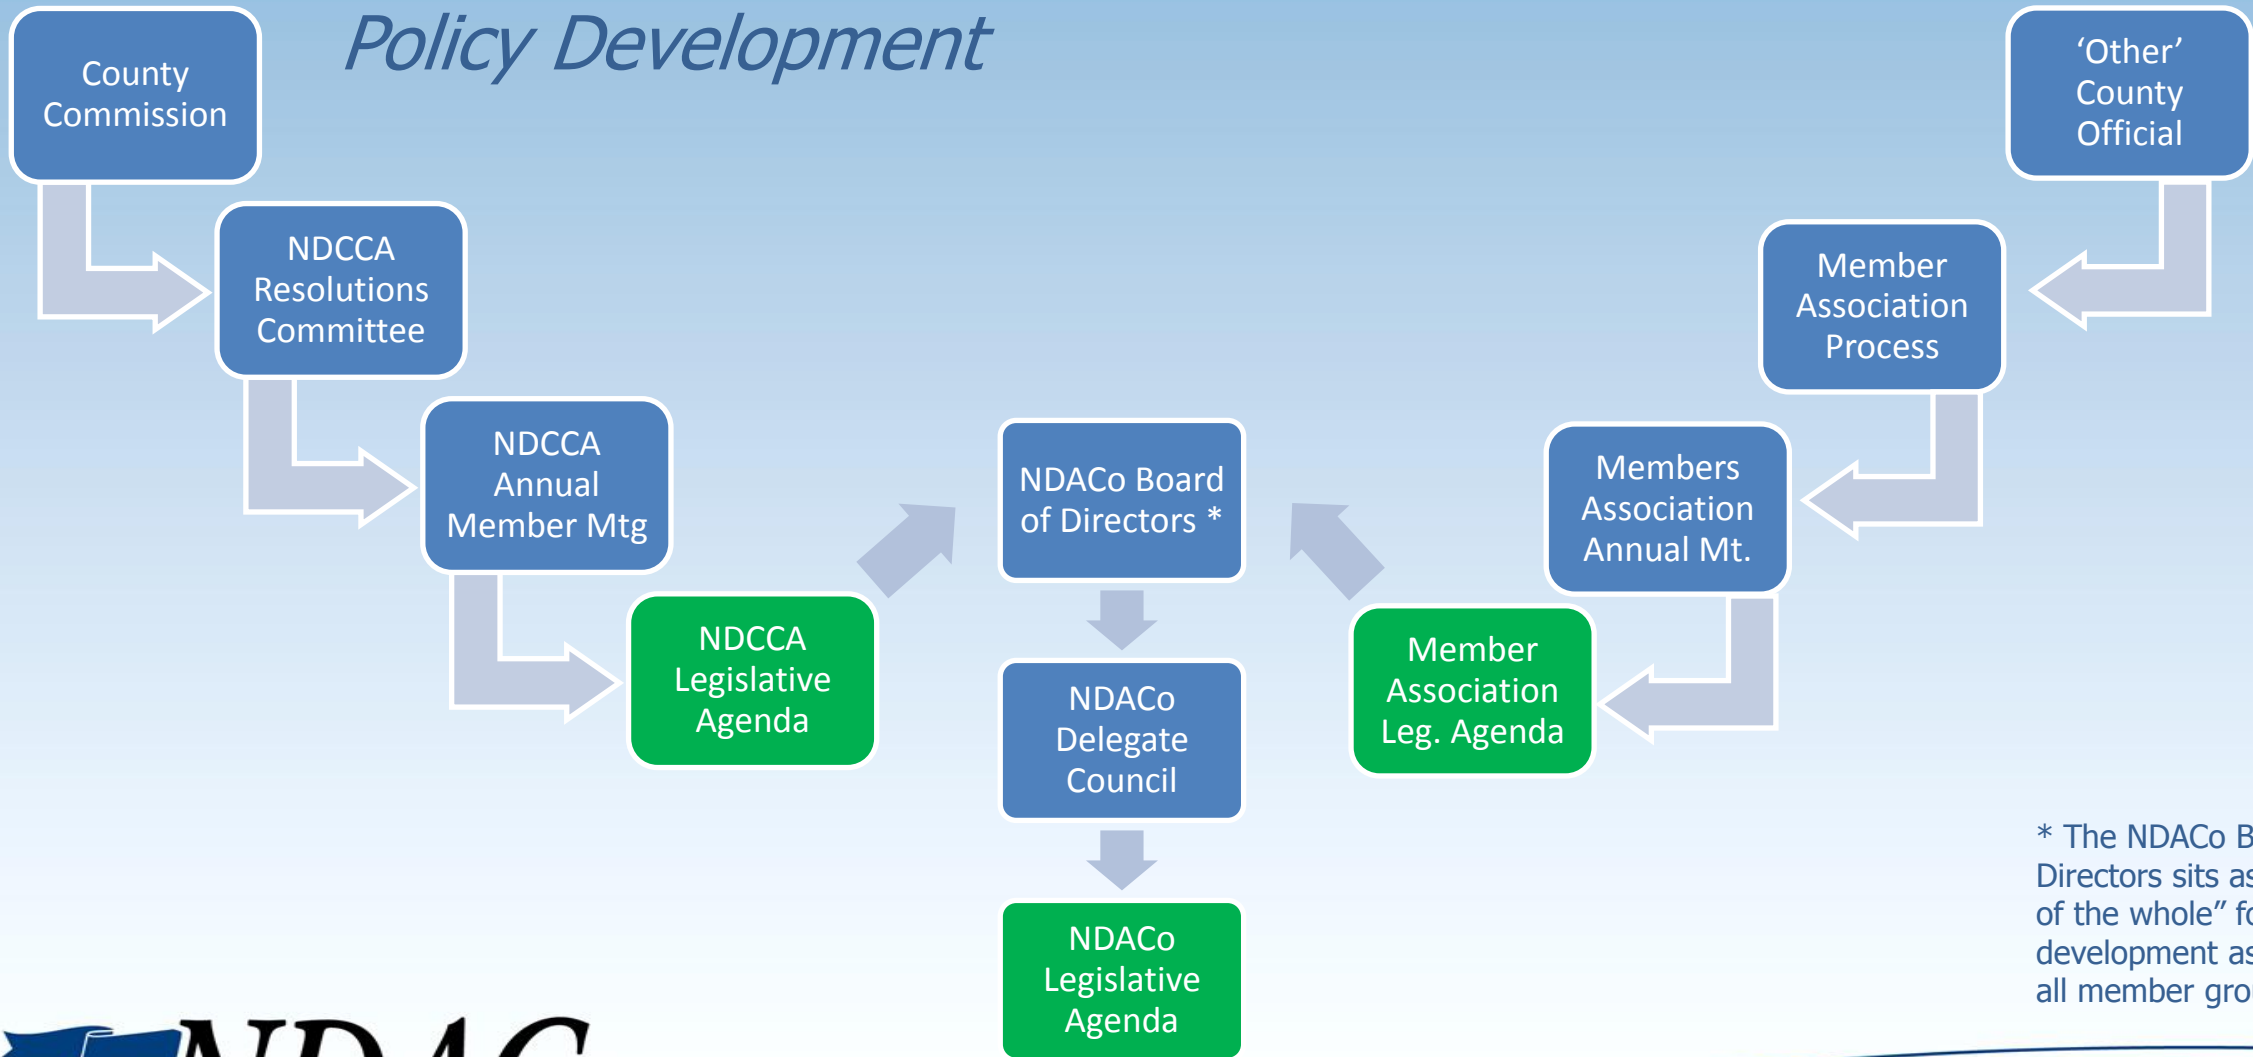 Policy Development
County
Commission
‘Other’
County
Official
NDCCA
Resolutions
Committee
Member
Association
Process
NDCCA
Annual
Member Mtg
NDACo Board
of Directors *
Members
Association
Annual Mt.
NDCCA
Legislative
Agenda
NDACo
Delegate
Council
Member
Association
Leg. Agenda
NDACo
Legislative
Agenda
* The NDACo
Directors sits
of the whole”
development
all member
NDAC